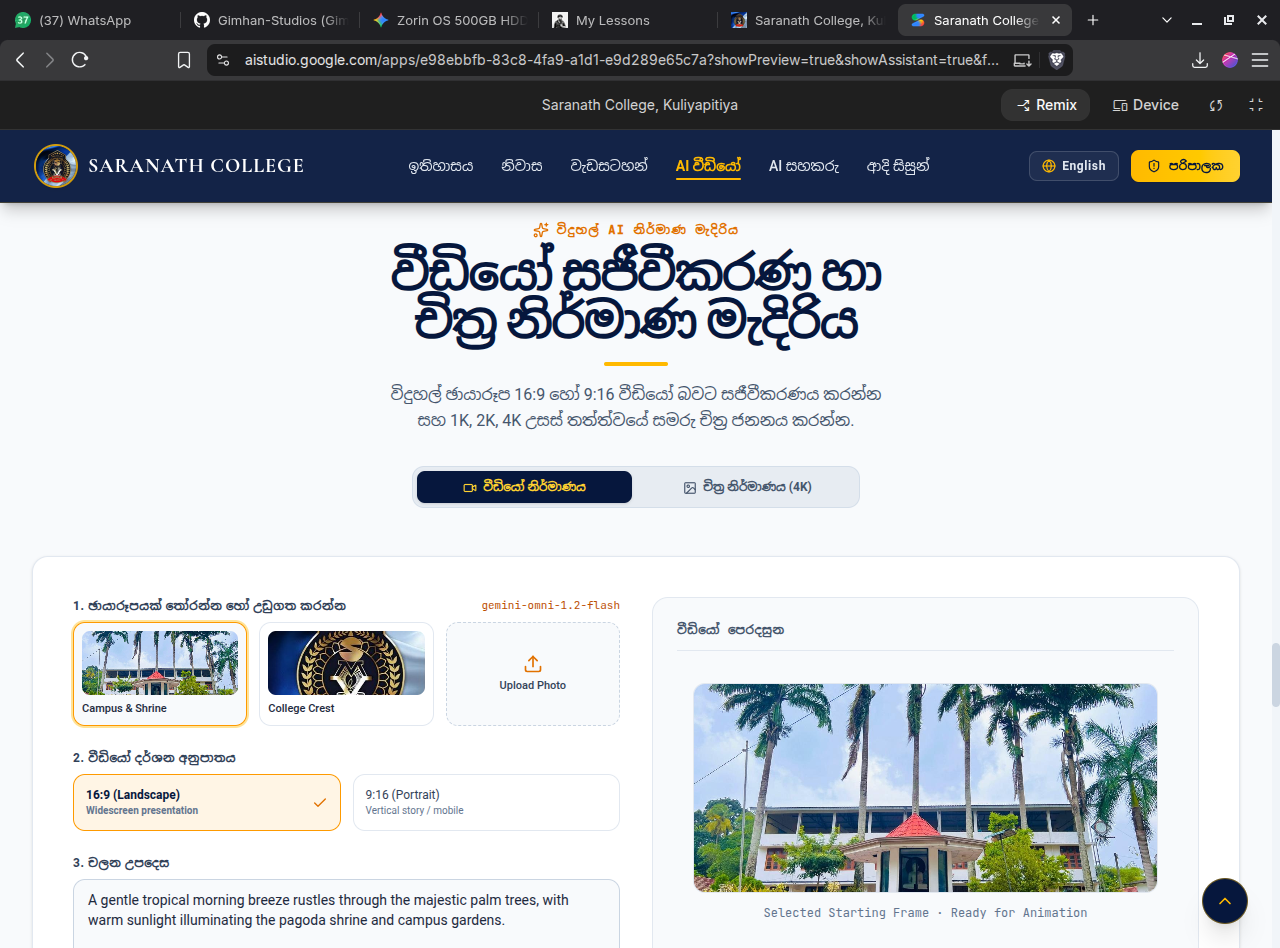 (37) WhatsApp
Gimhan-Studios (Gim
Zorin OS 500GB HDD
My Lessons
Saranath College, Ku
Saranath College
aistudio.google.com/apps/e98ebbfb-83c8-4fa9-a1d1-e9d289e65c7a?showPreview=true&showAssistant=true&f...
Saranath College, Kuliyapitiya
Remix
Device
SARANATH COLLEGE
ඉතිහාසය
නිවාස
වැඩසටහන්
AI වීඩියෝ
AI සහකරු
ආදි සිසුන්
English
පරිපාලක
විදුහල් AI නිර්මාණ මැදිරිය
වීඩියෝ සජීවීකරණ හා
චිත්‍ර නිර්මාණ මැදිරිය
විදුහල් ඡායාරූප 16:9 හෝ 9:16 වීඩියෝ බවට සජීවීකරණය කරන්න
සහ 1K, 2K, 4K උසස් තත්ත්වයේ සමරු චිත්‍ර ජනනය කරන්න.
වීඩියෝ නිර්මාණය
චිත්‍ර නිර්මාණය (4K)
1. ඡායාරූපයක් තෝරන්න හෝ උඩුගත කරන්න
gemini-omni-1.2-flash
Campus & Shrine
College Crest
Upload Photo
2. වීඩියෝ දර්ශන අනුපාතය
16:9 (Landscape)
Widescreen presentation
9:16 (Portrait)
Vertical story / mobile
3. චලන උපදෙස
A gentle tropical morning breeze rustles through the majestic palm trees, with
warm sunlight illuminating the pagoda shrine and campus gardens.
වීඩියෝ පෙරදසුන
Selected Starting Frame · Ready for Animation